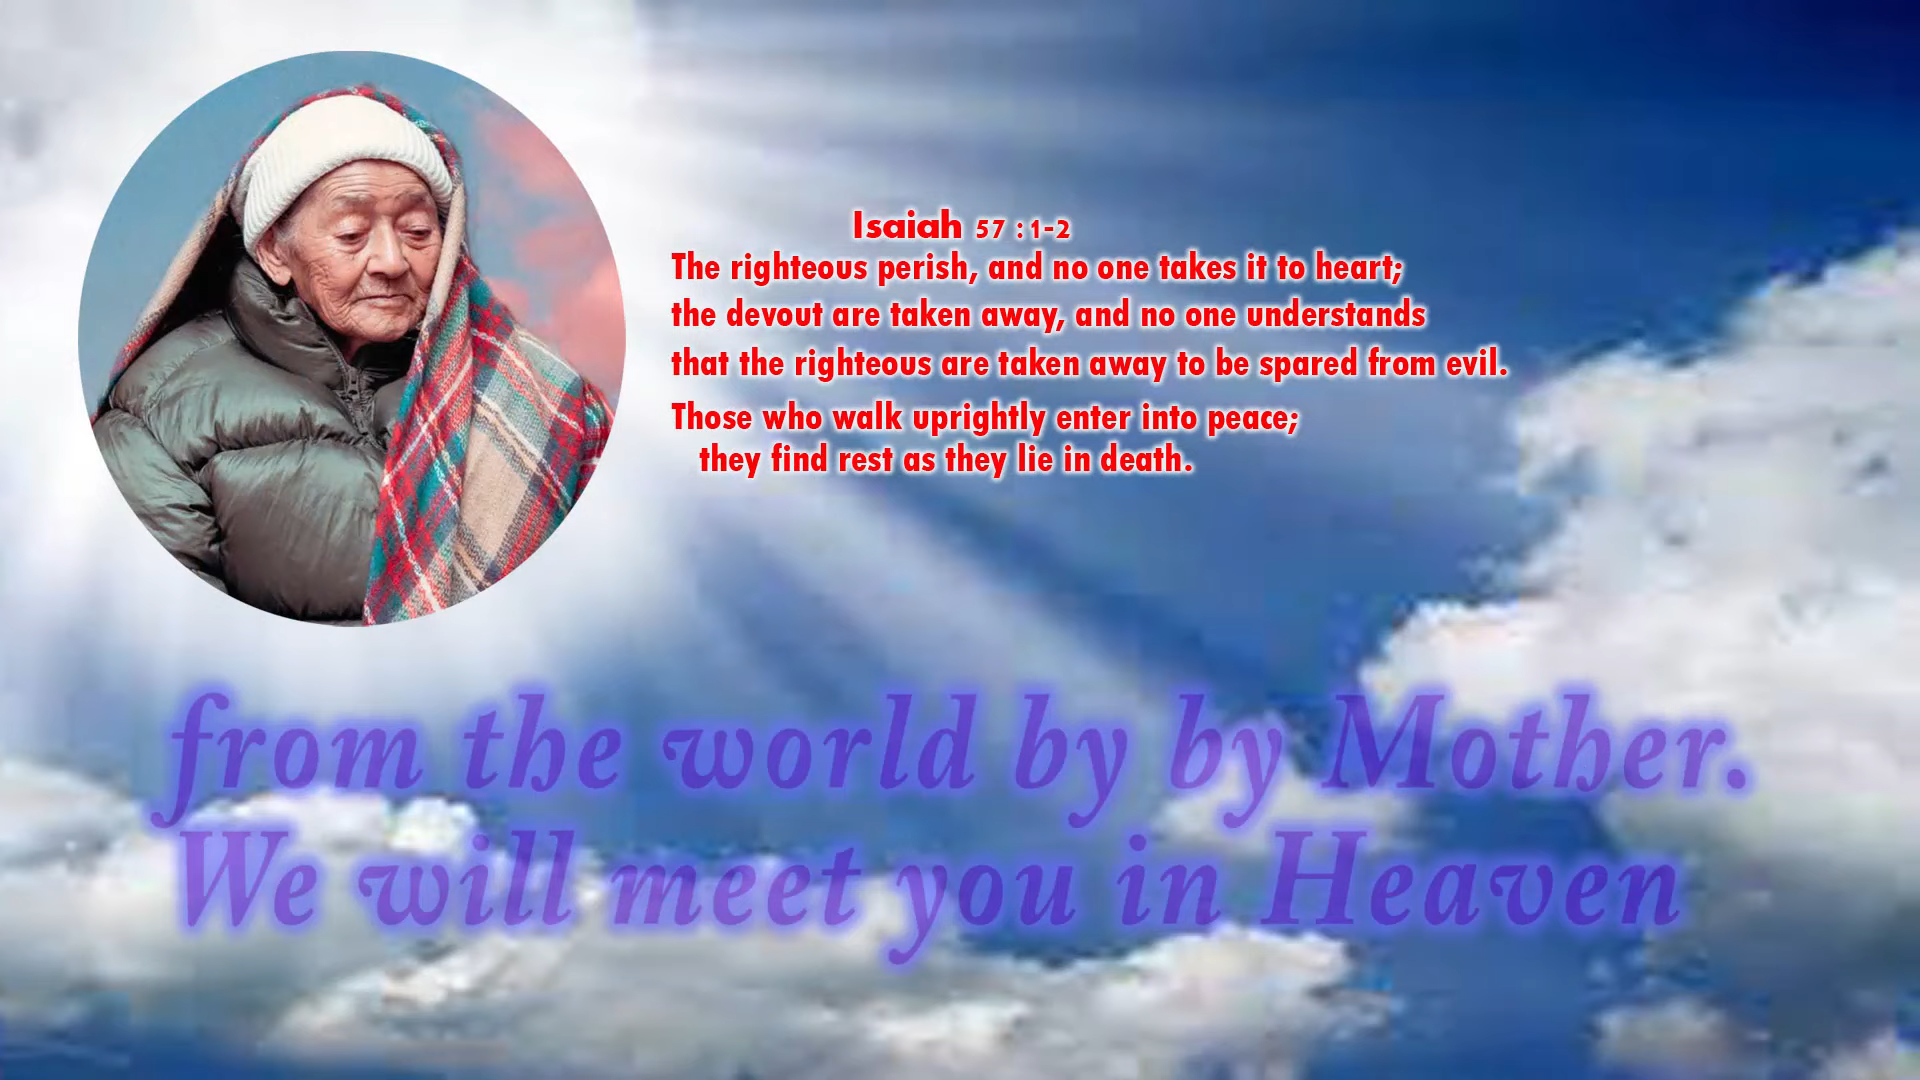 Isaiah 57 : 1-2
The righteous perish, and no one takes it to heart;
the devout are taken away, and no one understands
that the righteous are taken away to be spared from evil.
Those who walk uprightly enter into peace;
they find rest as they lie in death.
from the world by by Mother.
We will meet you in Heaven